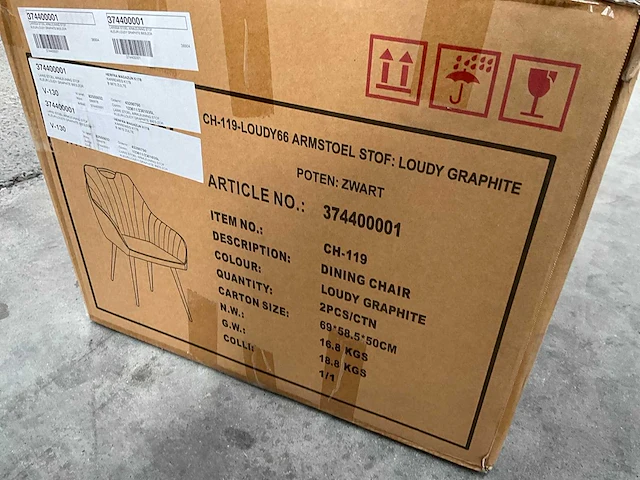 374400001
374400001
374400001
V-130
374400001
V-130
CH-119-LOUDY66 ARMSTOEL STOF: LOUDY GRAPHITE
POTEN: ZWART
ARTICLE NO.: 374400001
ITEM NO.: CH-119
DESCRIPTION: DINING CHAIR
COLOUR: LOUDY GRAPHITE
QUANTITY: 2PCS/CTN
CARTON SIZE: 69*58.5*50CM
N.W.: 16.8 KGS
G.W.: 18.8 KGS
COLLI: 1/1